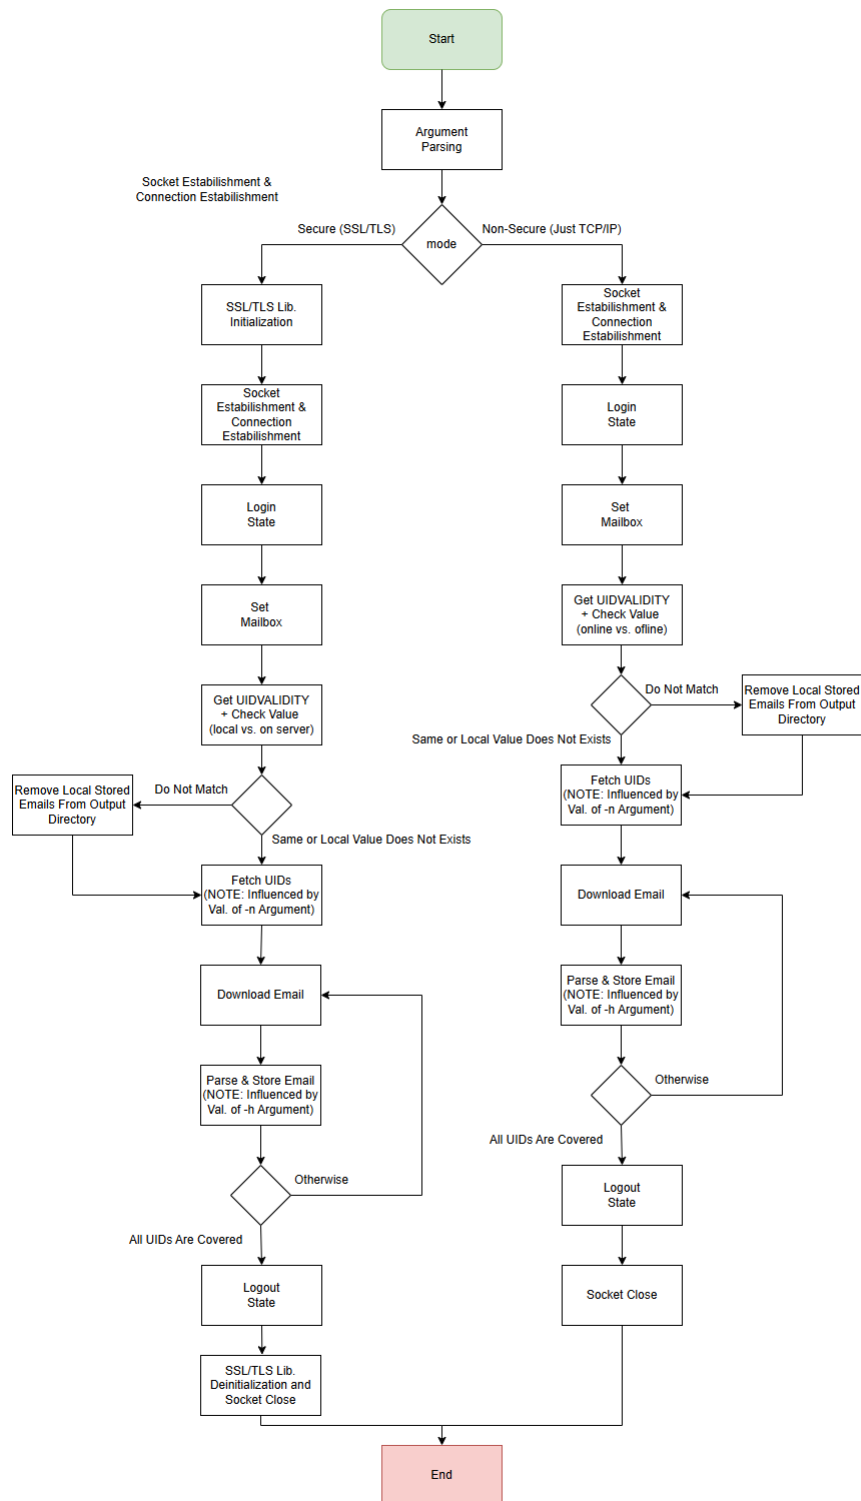 Start
Argument
Parsing
Socket Estabilishment &
Connection Estabilishment
Secure (SSL/TLS)
mode
Non-Secure (Just TCP/IP)
SSL/TLS Lib.
Initialization
Socket
Estabilishment &
Connection
Estabilishment
Socket
Estabilishment &
Connection
Estabilishment
Login
State
Login
State
Set
Mailbox
Set
Mailbox
Get UIDVALIDITY
+ Check Value
(online vs. ofline)
Do Not Match
Remove Local Stored
Emails From Output
Directory
Get UIDVALIDITY
+ Check Value
(local vs. on server)
Same or Local Value Does Not Exists
Fetch UIDs
(NOTE: Influenced by
Val. of -n Argument)
Remove Local Stored
Emails From Output
Directory
Do Not Match
Same or Local Value Does Not Exists
Fetch UIDs
(NOTE: Influenced by
Val. of -n Argument)
Download Email
Download Email
Parse & Store Email
(NOTE: Influenced by
Val. of -h Argument)
Parse & Store Email
(NOTE: Influenced by
Val. of -h Argument)
Otherwise
All UIDs Are Covered
Otherwise
Logout
State
All UIDs Are Covered
Logout
State
Socket Close
SSL/TLS Lib.
Deinitialization and
Socket Close
End